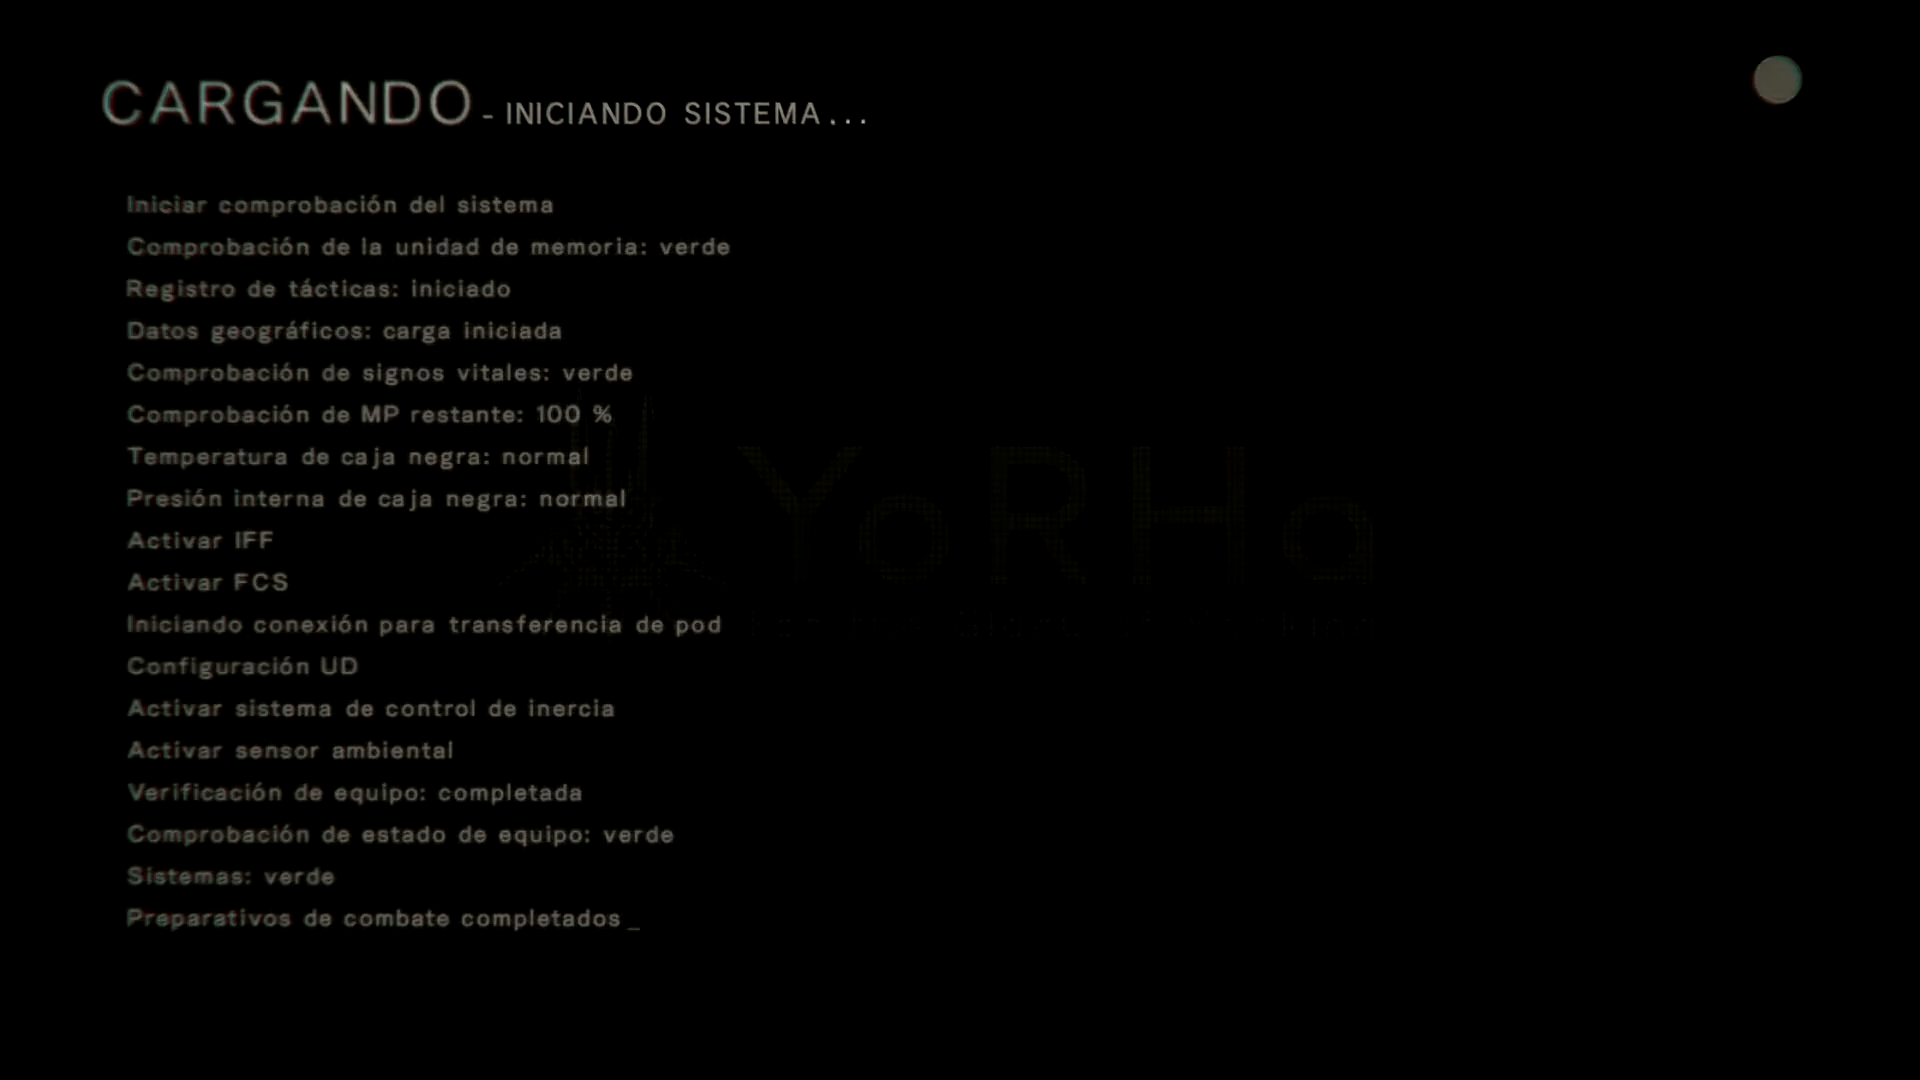 CARGANDO - INICIANDO SISTEMA...
Iniciar comprobación del sistema
Comprobación de la unidad de memoria: verde
Registro de tácticas: iniciado
Datos geográficos: carga iniciada
Comprobación de signos vitales: verde
Comprobación de MP restante: 100 %
Temperatura de caja negra: normal
Presión interna de caja negra: normal
Activar IFF
Activar FCS
Iniciando conexión para transferencia de pod
Configuración UD
Activar sistema de control de inercia
Activar sensor ambiental
Verificación de equipo: completada
Comprobación de estado de equipo: verde
Sistemas: verde
Preparativos de combate completados _
YoRHa